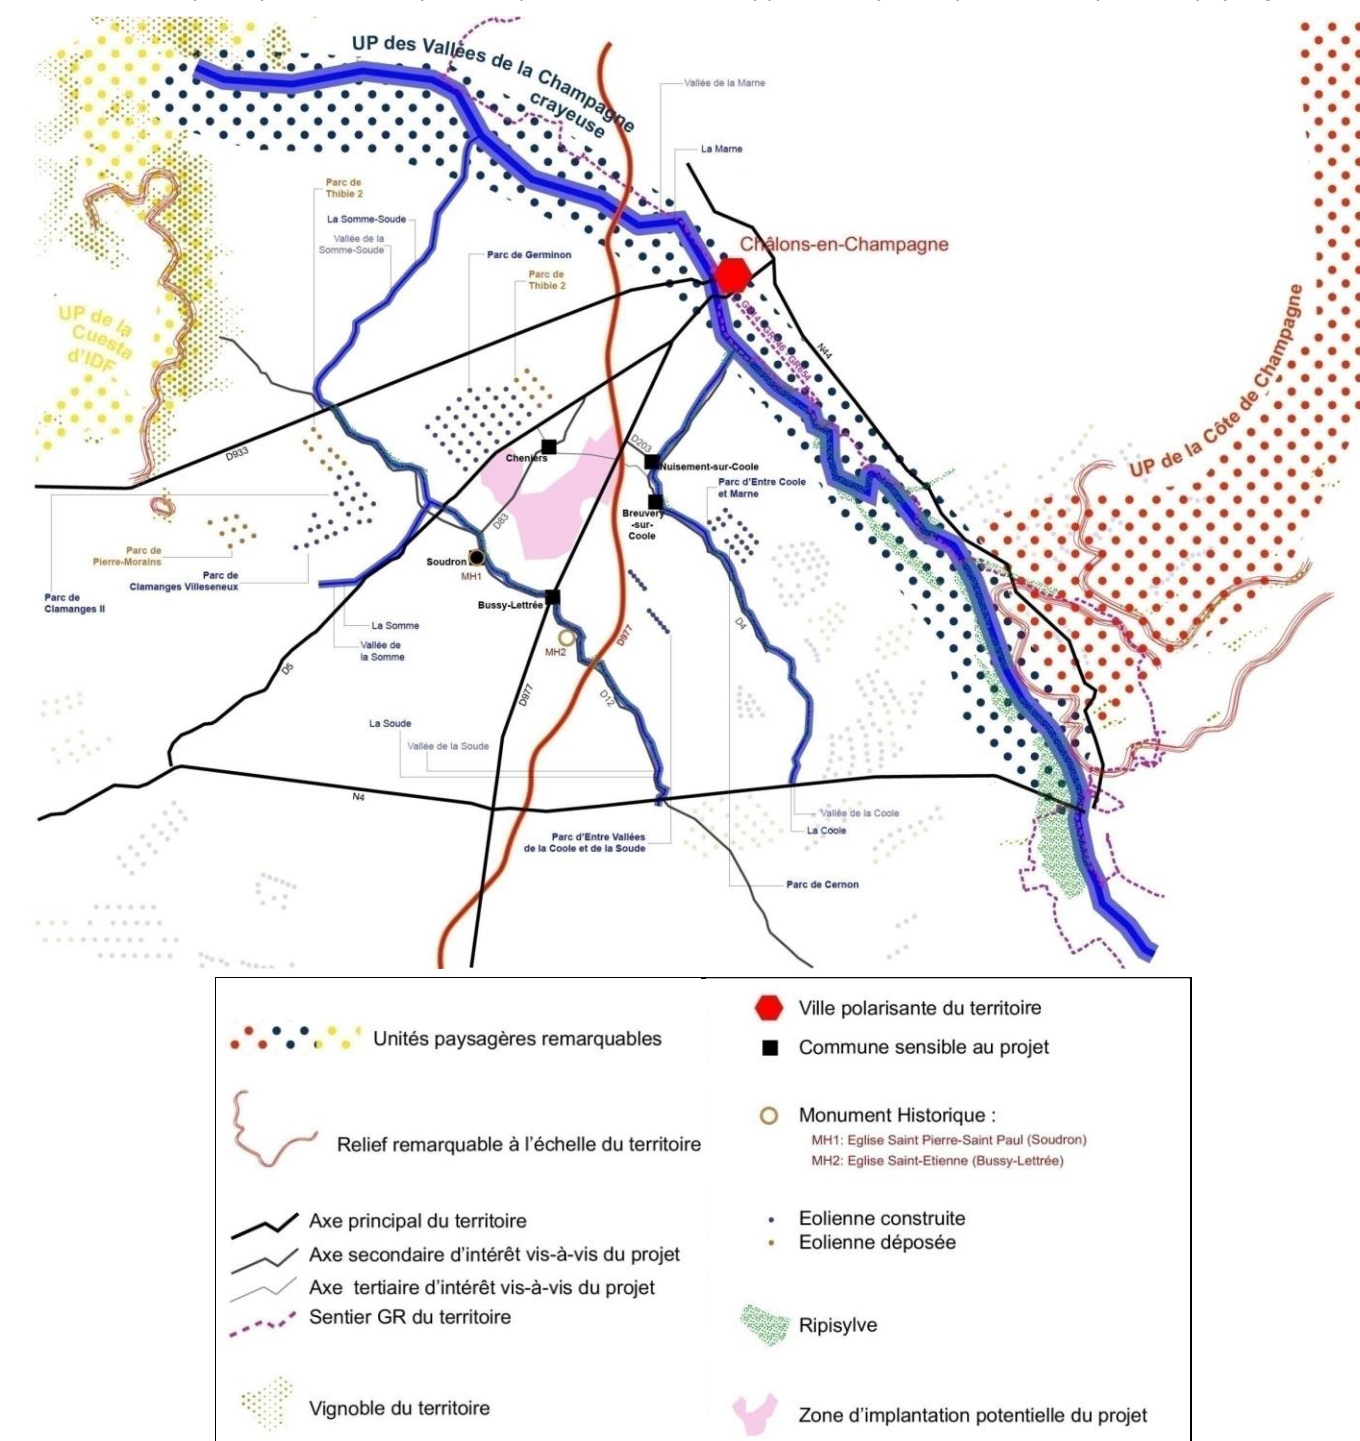 UP des Vallées de la Champagne
crayeuse
Vallée de la Marne
La Marne
Parc de
Thibie 2
La Somme-Soude
Vallée de la
Somme-Soude
Parc de Germinon
Parc de
Thibie 2
Châlons-en-Champagne
UP de la
Cuesta
d'IDF
N44
UP de la Côte de Champagne
D933
Cheniers
D203
Nuisement-sur-Coole
Parc d'Entre Coole
et Marne
Breuvery
-sur-
Coole
D83
Soudron
MH1
Parc de
Pierre-Morains
Parc de
Clamanges Villeseneux
Parc de
Clamanges II
Bussy-Lettrée
La Somme
Vallée de
la Somme
MH2
D977
D4
D5
D977
D12
La Soude
Vallée de la Soude
N4
Vallée de la Coole
La Coole
Parc d'Entre Vallées
de la Coole et de la Soude
Parc de Cernon
Unités paysagères remarquables
Relief remarquable à l'échelle du territoire
Axe principal du territoire
Axe secondaire d'intérêt vis-à-vis du projet
Axe tertiaire d'intérêt vis-à-vis du projet
Sentier GR du territoire
Vignoble du territoire
Ville polarisante du territoire
Commune sensible au projet
Monument Historique :
MH1: Eglise Saint Pierre-Saint Paul (Soudron)
MH2: Eglise Saint-Etienne (Bussy-Lettrée)
Eolienne construite
Eolienne déposée
Ripisylve
Zone d'implantation potentielle du projet